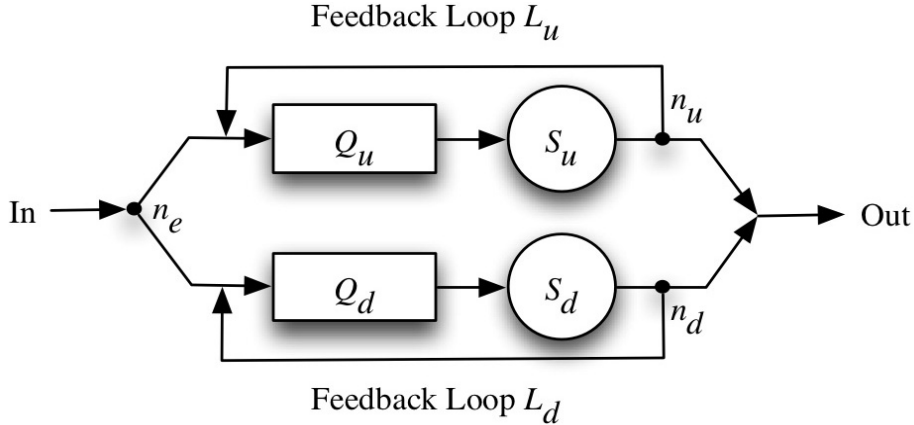 Feedback Loop L_u
n_u
Q_u
S_u
In
n_e
Out
Q_d
S_d
n_d
Feedback Loop L_d